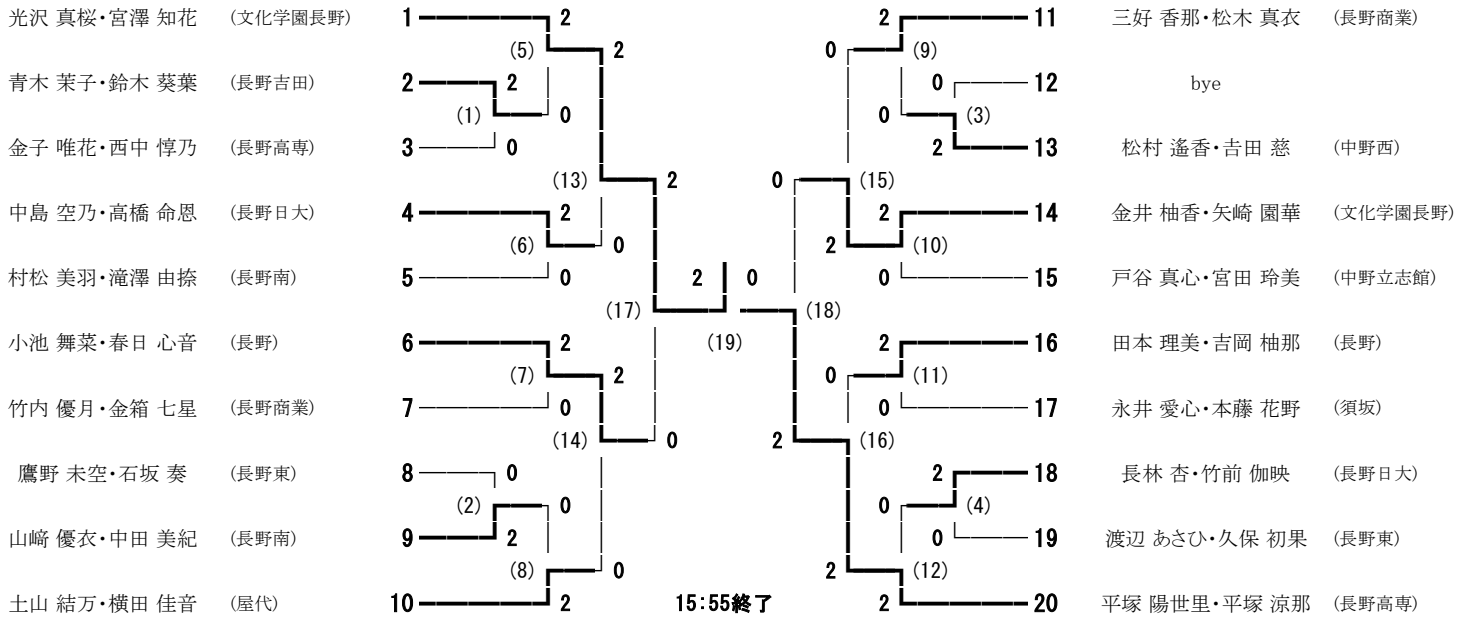 光沢 真桜・宮澤 知花 (文化学園長野) 1 2 2 11 三好 香那・松木 真衣 (長野商業)
(5) 2 0 (9)
青木 茉子・鈴木 葵葉 (長野吉田) 2 2 0 12 bye
(1) 0 0 (3)
金子 唯花・西中 惇乃 (長野高専) 3 0 2 13 松村 遙香・𠮷田 慈 (中野西)
(13) 2 0 (15)
中島 空乃・高橋 命恩 (長野日大) 4 2 2 14 金井 柚香・矢崎 園華 (文化学園長野)
(6) 0 2 (10)
村松 美羽・滝澤 由捺 (長野南) 5 0 2 0 0 15 戸谷 真心・宮田 玲美 (中野立志館)
(17) (18)
小池 舞菜・春日 心音 (長野) 6 2 (19) 2 16 田本 理美・吉岡 柚那 (長野)
(7) 2 0 (11)
竹内 優月・金箱 七星 (長野商業) 7 0 0 17 永井 愛心・本藤 花野 (須坂)
(14) 0 2 (16)
鷹野 未空・石坂 奏 (長野東) 8 0 2 18 長林 杏・竹前 伽映 (長野日大)
(2) 0 0 (4)
山﨑 優衣・中田 美紀 (長野南) 9 2 0 19 渡辺 あさひ・久保 初果 (長野東)
(8) 0 2 (12)
土山 結万・横田 佳音 (屋代) 10 2 15:55終了 2 20 平塚 陽世里・平塚 涼那 (長野高専)